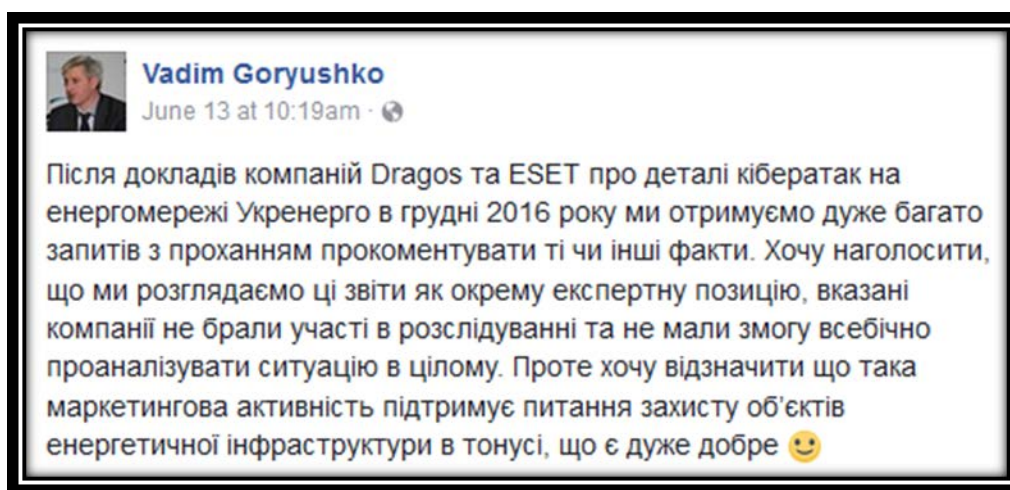 Vadim Goryushko
June 13 at 10:19am ·
Після докладів компаній Dragos та ESET про деталі кібератак на
енергомережі Укренерго в грудні 2016 року ми отримуємо дуже багато
запитів з проханням прокоментувати ті чи інші факти. Хочу наголосити,
що ми розглядаємо ці звіти як окрему експертну позицію, вказані
компанії не брали участі в розслідуванні та не мали змогу всебічно
проаналізувати ситуацію в цілому. Проте хочу відзначити що така
маркетингова активність підтримує питання захисту об’єктів
енергетичної інфраструктури в тонусі, що є дуже добре 🙂